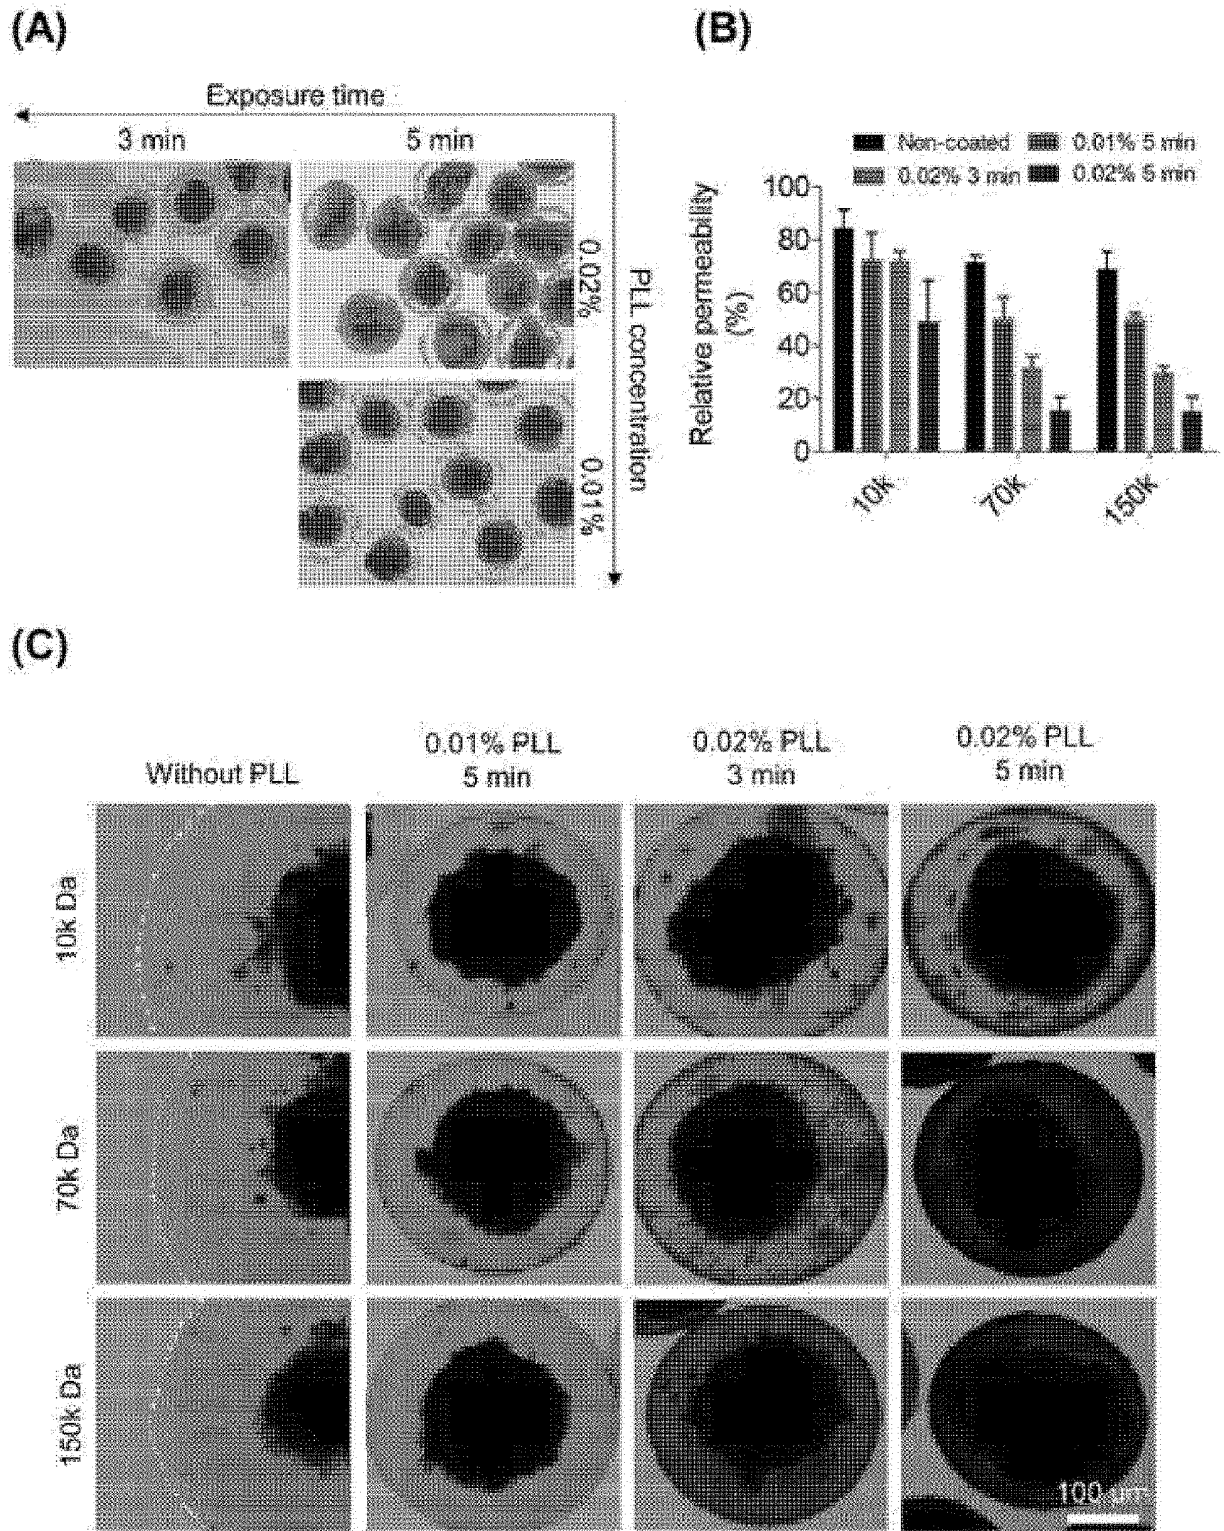 (A)
Exposure time
3 min
5 min
0.02%
0.01%
PLL concentration
(B)
Non-coated
0.01% 5 min
0.02% 3 min
0.02% 5 min
Relative permeability
(%)
100
80
60
40
20
0
10k
70k
150k
(C)
Without PLL
0.01% PLL
5 min
0.02% PLL
3 min
0.02% PLL
5 min
10k Da
70k Da
150k Da
100 um